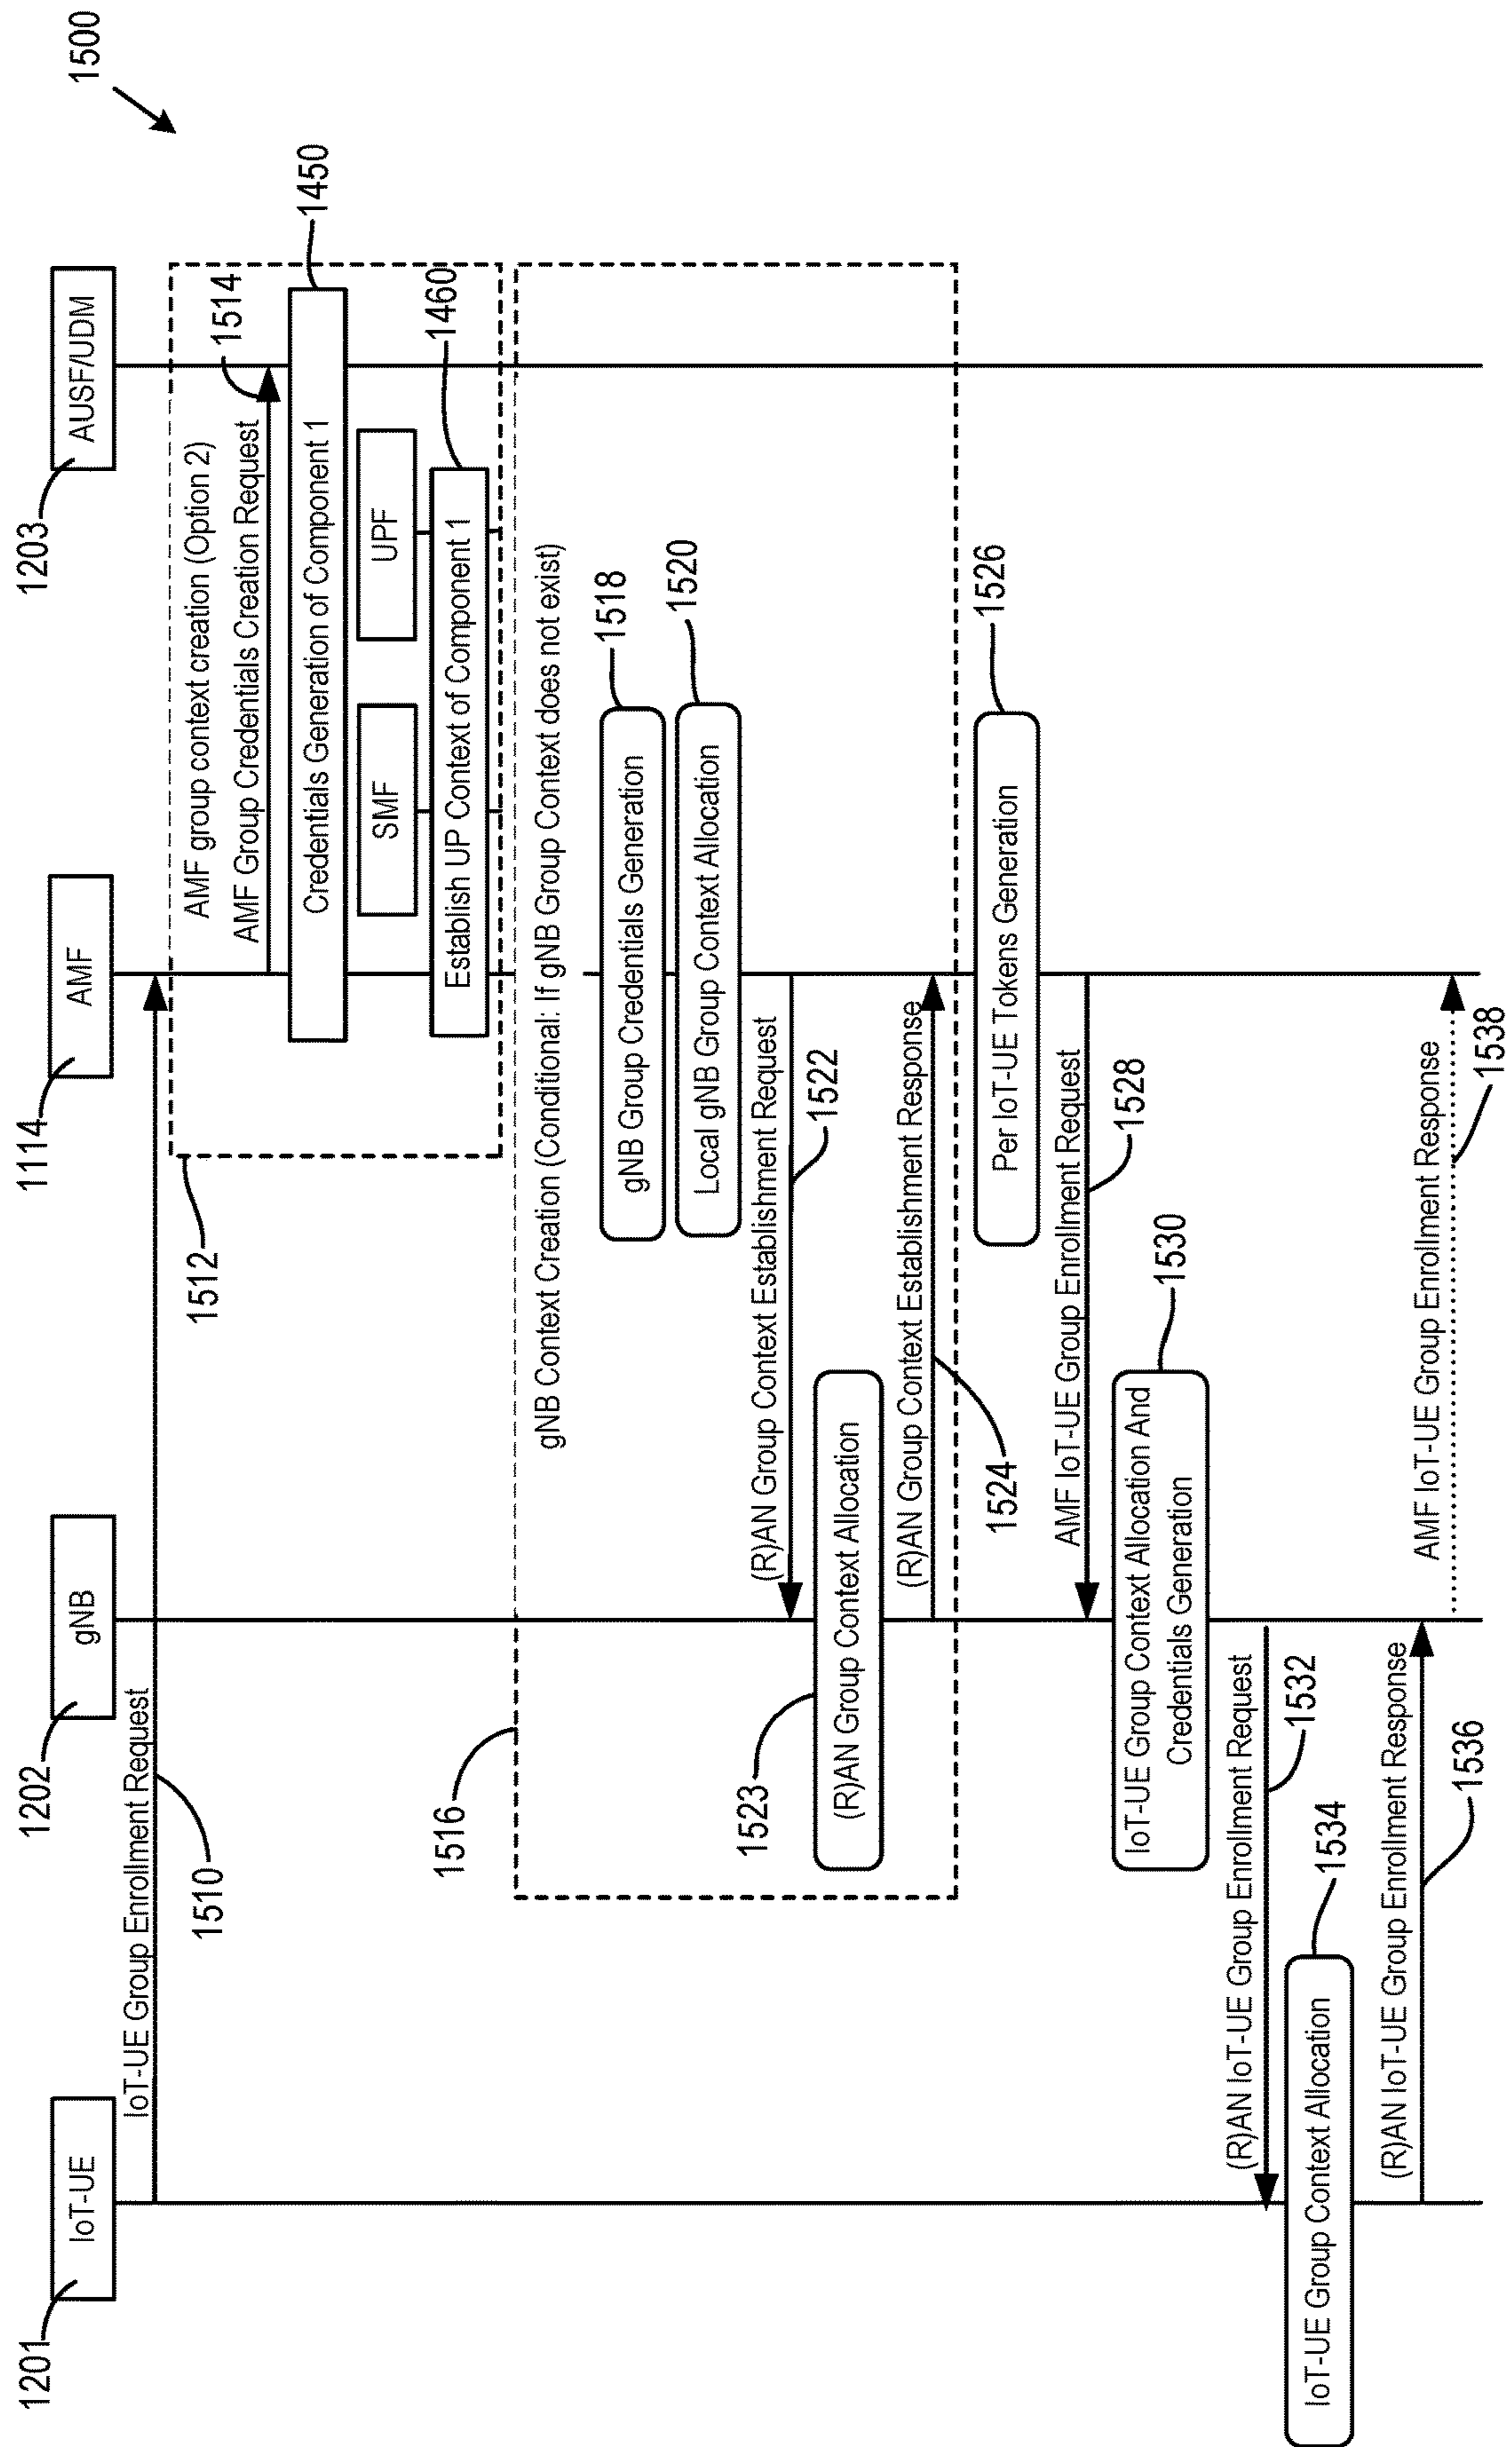 1500
1201
IoT-UE
1202
gNB
1114
AMF
1203
AUSF/UDM
IoT-UE Group Enrollment Request
1510
1512
AMF group context creation (Option 2)
AMF Group Credentials Creation Request
1514
Credentials Generation of Component 1
1450
SMF
UPF
Establish UP Context of Component 1
1460
1516
gNB Context Creation (Conditional: If gNB Group Context does not exist)
gNB Group Credentials Generation
1518
Local gNB Group Context Allocation
1520
(R)AN Group Context Establishment Request
1522
1523
(R)AN Group Context Allocation
(R)AN Group Context Establishment Response
1524
Per IoT-UE Tokens Generation
1526
AMF IoT-UE Group Enrollment Request
1528
IoT-UE Group Context Allocation And
Credentials Generation
1530
(R)AN IoT-UE Group Enrollment Request
1532
IoT-UE Group Context Allocation
1534
(R)AN IoT-UE Group Enrollment Response
1536
AMF IoT-UE Group Enrollment Response
1538